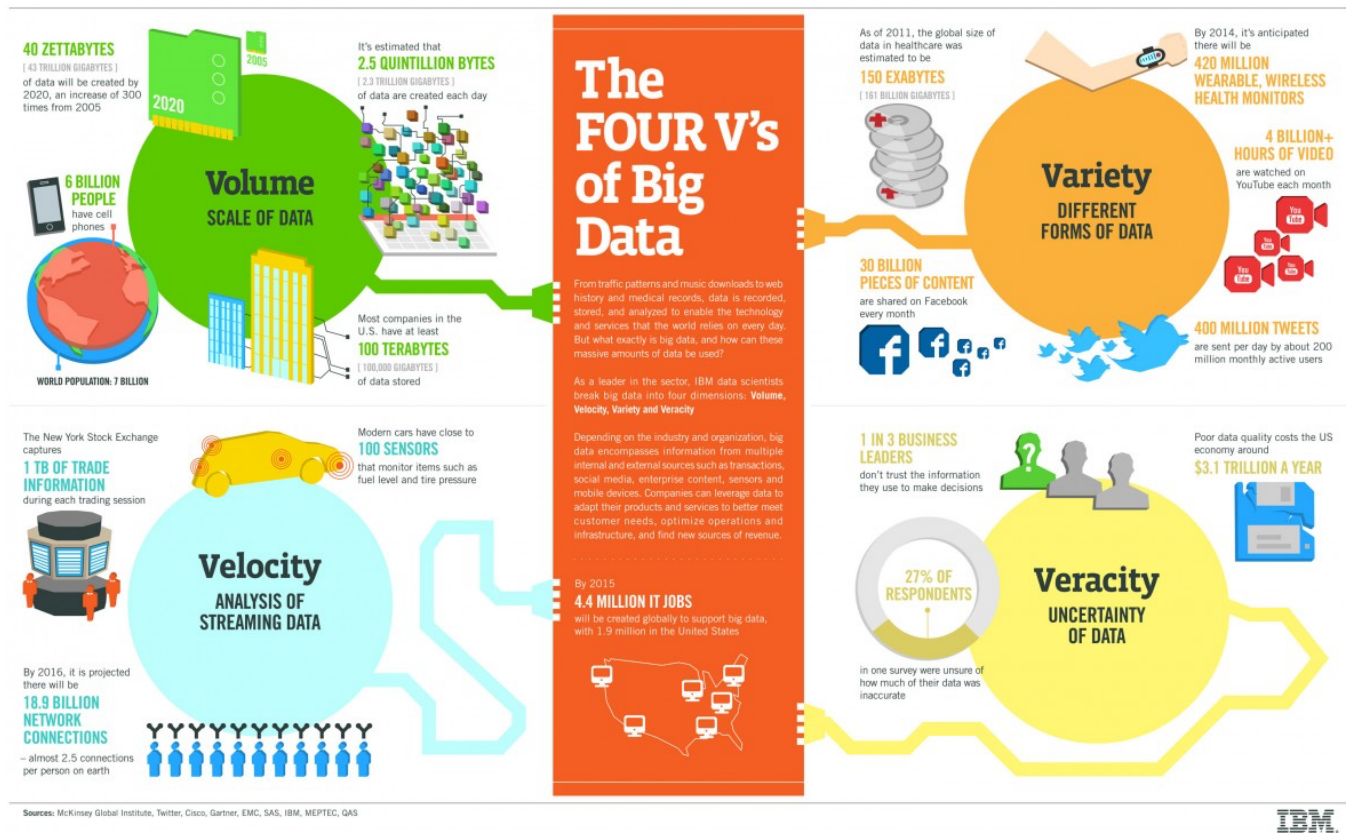 40 ZETTABYTES
[ 43 TRILLION GIGABYTES ]
of data will be created by
2020, an increase of 300
times from 2005
2005
2020
It's estimated that
2.5 QUINTILLION BYTES
[ 2.3 TRILLION GIGABYTES ]
of data are created each day
6 BILLION
PEOPLE
have cell
phones
WORLD POPULATION: 7 BILLION
Volume
SCALE OF DATA
Most companies in the
U.S. have at least
100 TERABYTES
[ 100,000 GIGABYTES ]
of data stored
The New York Stock Exchange
captures
1 TB OF TRADE
INFORMATION
during each trading session
Modern cars have close to
100 SENSORS
that monitor items such as
fuel level and tire pressure
Velocity
ANALYSIS OF
STREAMING DATA
By 2016, it is projected
there will be
18.9 BILLION
NETWORK
CONNECTIONS
– almost 2.5 connections
per person on earth
The
FOUR V's
of Big
Data
From traffic patterns and music downloads to web
history and medical records, data is recorded,
stored, and analyzed to enable the technology
and services that the world relies on every day.
But what exactly is big data, and how can these
massive amounts of data be used?
As a leader in the sector, IBM data scientists
break big data into four dimensions: Volume,
Velocity, Variety and Veracity
Depending on the industry and organization, big
data encompasses information from multiple
internal and external sources such as transactions,
social media, enterprise content, sensors and
mobile devices. Companies can leverage data to
adapt their products and services to better meet
customer needs, optimize operations and
infrastructure, and find new sources of revenue.
By 2015
4.4 MILLION IT JOBS
will be created globally to support big data,
with 1.9 million in the United States
As of 2011, the global size of
data in healthcare was
estimated to be
150 EXABYTES
[ 161 BILLION GIGABYTES ]
By 2014, it's anticipated
there will be
420 MILLION
WEARABLE, WIRELESS
HEALTH MONITORS
4 BILLION+
HOURS OF VIDEO
are watched on
YouTube each month
You
Tube
You
Tube
You
Tube
You
Tube
Variety
DIFFERENT
FORMS OF DATA
30 BILLION
PIECES OF CONTENT
are shared on Facebook
every month
f
f
f
f
f
f
f
400 MILLION TWEETS
are sent per day by about 200
million monthly active users
1 IN 3 BUSINESS
LEADERS
don't trust the information
they use to make decisions
?
Poor data quality costs the US
economy around
$3.1 TRILLION A YEAR
27% OF
RESPONDENTS
in one survey were unsure of
how much of their data was
inaccurate
Veracity
UNCERTAINTY
OF DATA
Sources: McKinsey Global Institute, Twitter, Cisco, Gartner, EMC, SAS, IBM, MEPTEC, QAS
IBM.